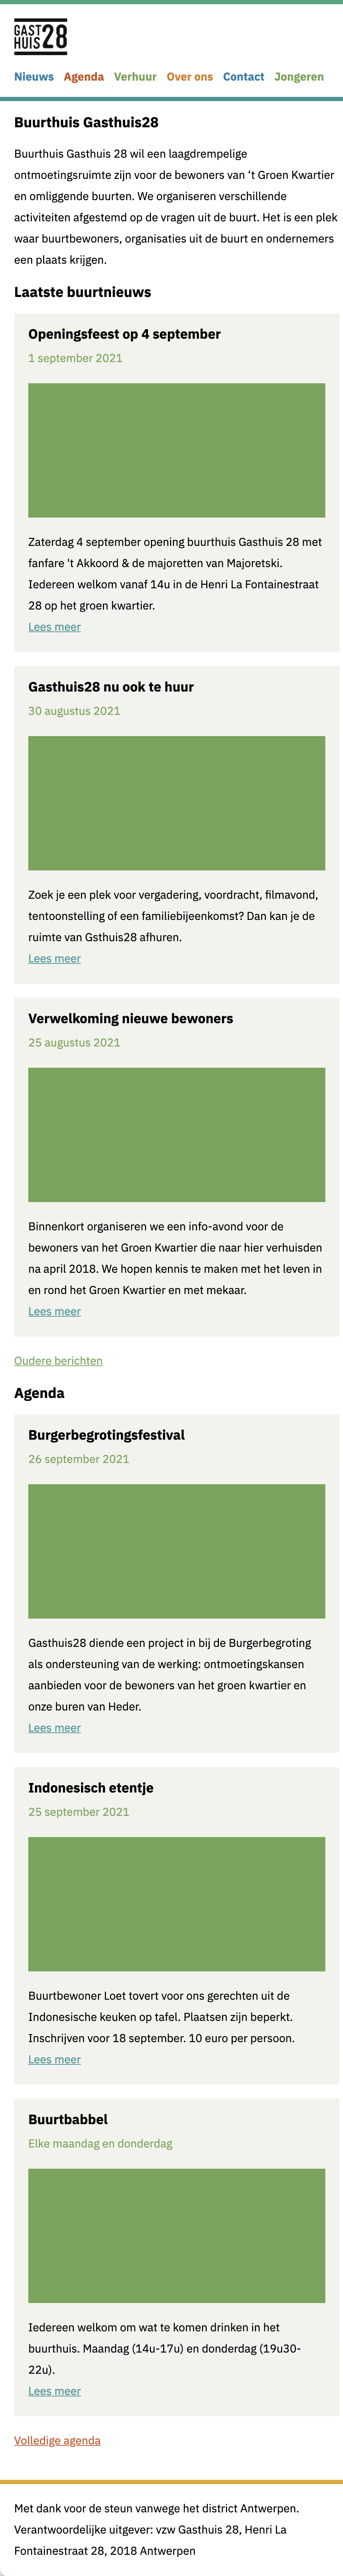 GAST
HUIS 28
Nieuws Agenda Verhuur Over ons Contact Jongeren
Buurthuis Gasthuis28
Buurthuis Gasthuis 28 wil een laagdrempelige
ontmoetingsruimte zijn voor de bewoners van ‘t Groen Kwartier
en omliggende buurten. We organiseren verschillende
activiteiten afgestemd op de vragen uit de buurt. Het is een plek
waar buurtbewoners, organisaties uit de buurt en ondernemers
een plaats krijgen.
Laatste buurtnieuws
Openingsfeest op 4 september
1 september 2021
Zaterdag 4 september opening buurthuis Gasthuis 28 met
fanfare 't Akkoord & de majoretten van Majoretski.
Iedereen welkom vanaf 14u in de Henri La Fontainestraat
28 op het groen kwartier.
Lees meer
Gasthuis28 nu ook te huur
30 augustus 2021
Zoek je een plek voor vergadering, voordracht, filmavond,
tentoonstelling of een familiebijeenkomst? Dan kan je de
ruimte van Gsthuis28 afhuren.
Lees meer
Verwelkoming nieuwe bewoners
25 augustus 2021
Binnenkort organiseren we een info-avond voor de
bewoners van het Groen Kwartier die naar hier verhuisden
na april 2018. We hopen kennis te maken met het leven in
en rond het Groen Kwartier en met mekaar.
Lees meer
Oudere berichten
Agenda
Burgerbegrotingsfestival
26 september 2021
Gasthuis28 diende een project in bij de Burgerbegroting
als ondersteuning van de werking: ontmoetingskansen
aanbieden voor de bewoners van het groen kwartier en
onze buren van Heder.
Lees meer
Indonesisch etentje
25 september 2021
Buurtbewoner Loet tovert voor ons gerechten uit de
Indonesische keuken op tafel. Plaatsen zijn beperkt.
Inschrijven voor 18 september. 10 euro per persoon.
Lees meer
Buurtbabbel
Elke maandag en donderdag
Iedereen welkom om wat te komen drinken in het
buurthuis. Maandag (14u-17u) en donderdag (19u30-
22u).
Lees meer
Volledige agenda
Met dank voor de steun vanwege het district Antwerpen.
Verantwoordelijke uitgever: vzw Gasthuis 28, Henri La
Fontainestraat 28, 2018 Antwerpen